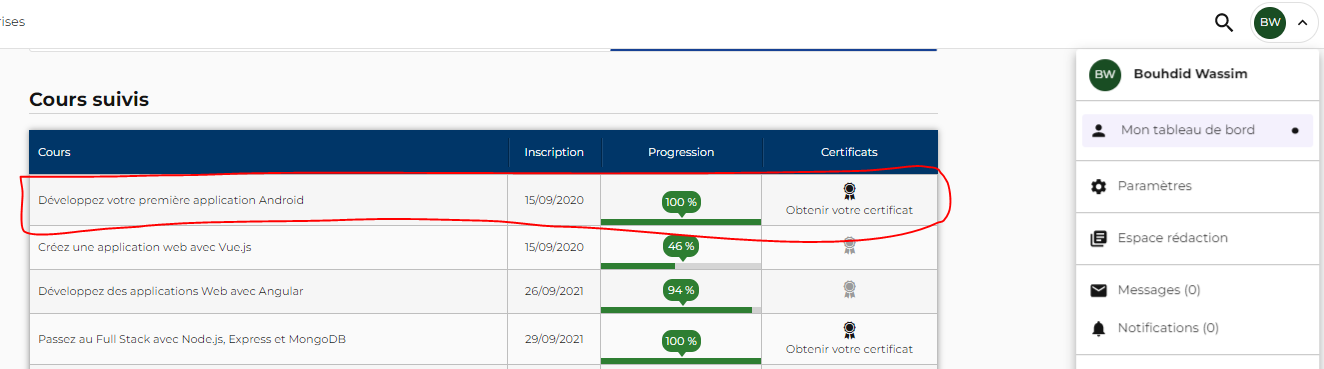 BW
BW Bouhdid Wassim
Mon tableau de bord
Paramètres
Espace rédaction
Messages (0)
Notifications (0)
Cours suivis
Cours Inscription Progression Certificats
Développez votre première application Android 15/09/2020 100 % Obtenir votre certificat
Créez une application web avec Vue.js 15/09/2020 46 %
Développez des applications Web avec Angular 26/09/2021 94 %
Passez au Full Stack avec Node.js, Express et MongoDB 29/09/2021 100 % Obtenir votre certificat